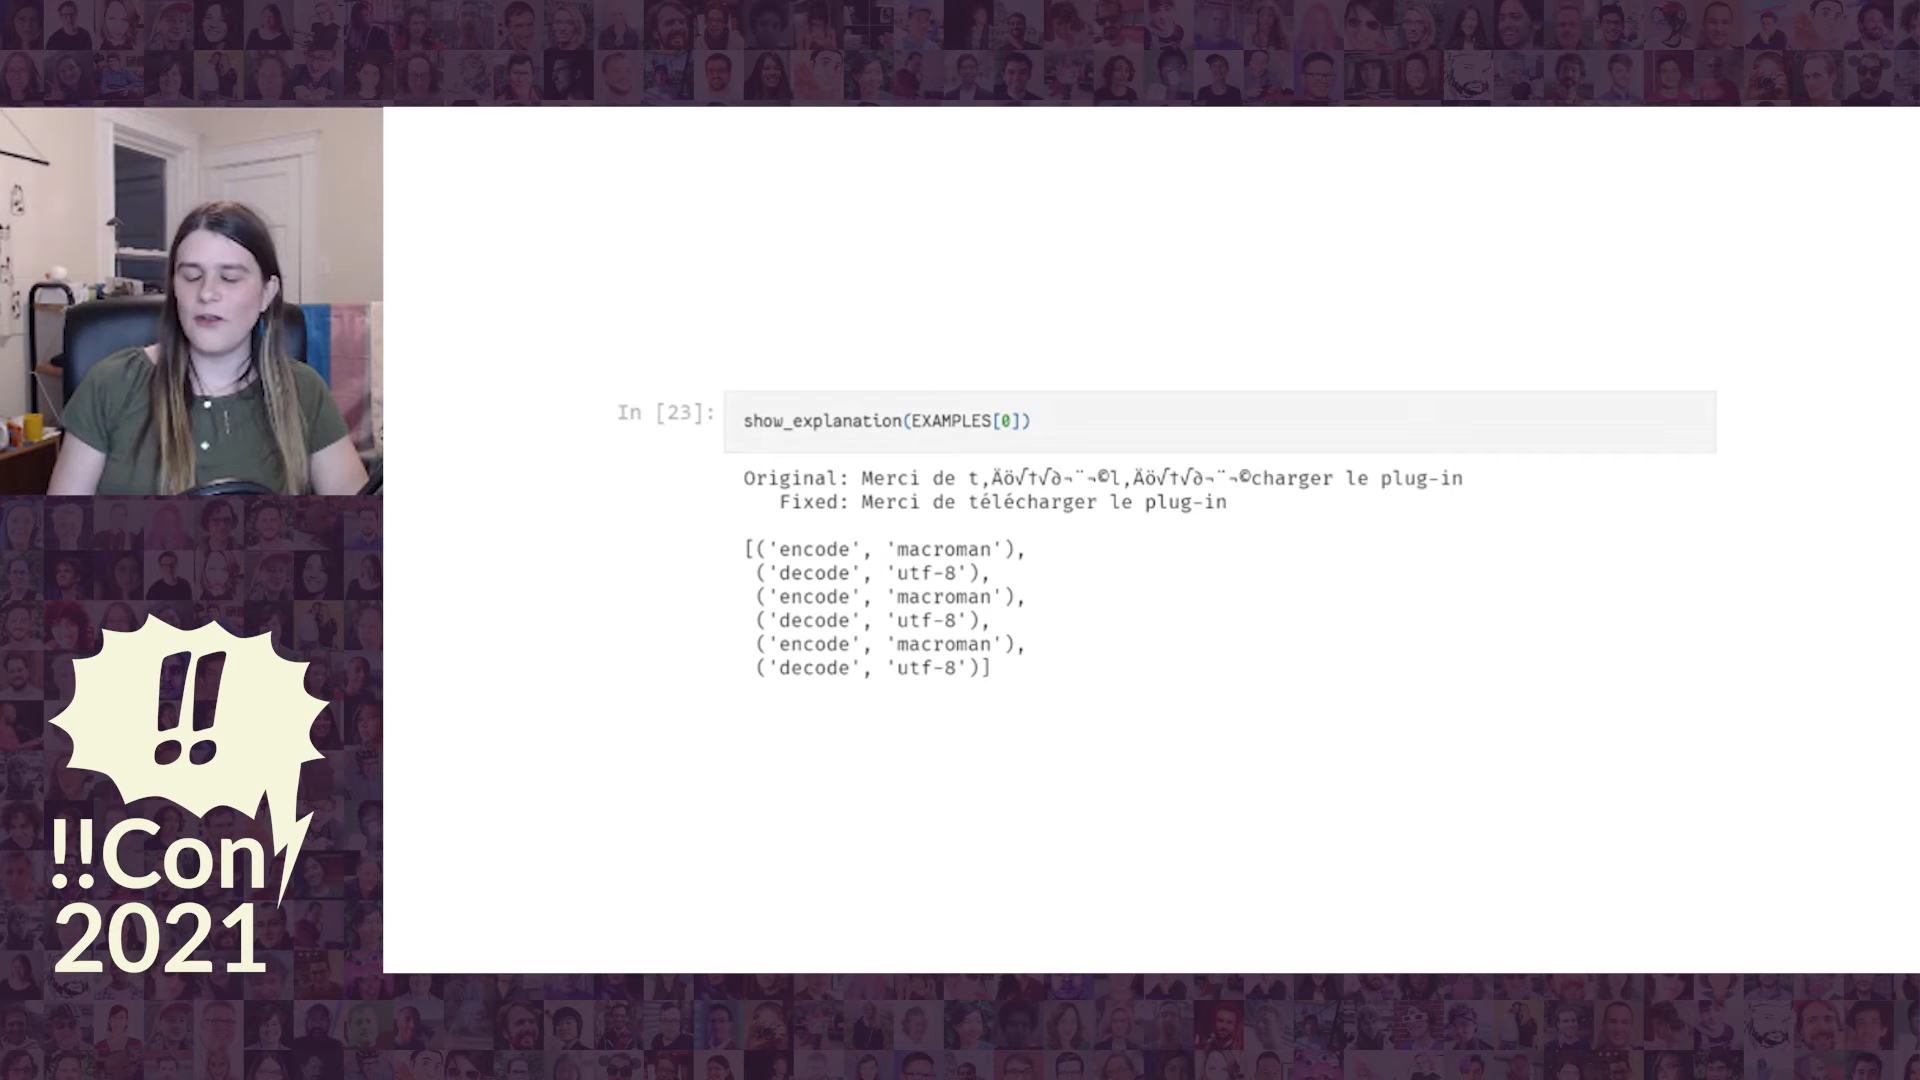 In [23]:
show_explanation(EXAMPLES[0])
Original: Merci de t‚Äö√†√∂¬¨¬©l‚Äö√†√∂¬¨¬©charger le plug-in
Fixed: Merci de télécharger le plug-in
[('encode', 'macroman'),
('decode', 'utf-8'),
('encode', 'macroman'),
('decode', 'utf-8'),
('encode', 'macroman'),
('decode', 'utf-8')]
!!
!!Con
2021